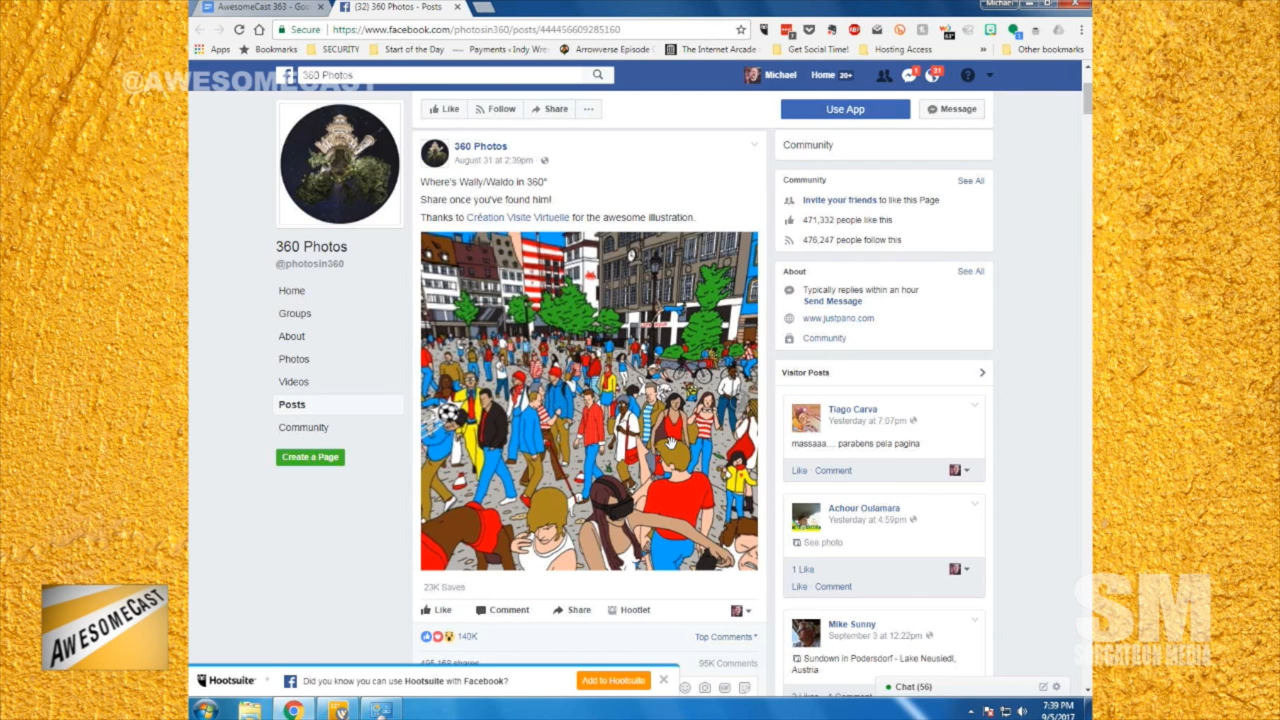 AwesomeCast 363 - Goo
(32) 360 Photos - Posts
Michael
Secure
https://www.facebook.com/photosin360/posts/444456609285160
Apps
Bookmarks
SECURITY
Start of the Day
Payments ‹ Indy Wre
Arrowverse Episode
The Internet Arcade
Get Social Time!
Hosting Access
»
Other bookmarks
@AWESOMECAST
360 Photos
Michael
Home 20+
Like
Follow
Share
Use App
Message
360 Photos
August 31 at 2:39pm
Where's Wally/Waldo in 360°
Share once you've found him!
Thanks to Création Visite Virtuelle for the awesome illustration.
360 Photos
@photosin360
Home
Groups
About
Photos
Videos
Posts
Community
Create a Page
23K Saves
Like
Comment
Share
Hootlet
140K
Top Comments
95K Comments
Community
Community
See All
Invite your friends to like this Page
471,332 people like this
476,247 people follow this
About
See All
Typically replies within an hour
Send Message
www.justpano.com
Community
Visitor Posts
Tiago Carva
Yesterday at 7:07pm
massaaa.... parabens pela pagina
Like · Comment
Achour Oulamara
Yesterday at 4:59pm
See photo
1 Like
Like · Comment
Mike Sunny
September 3 at 12:22pm
Sundown in Podersdorf - Lake Neusiedl,
Austria
Hootsuite
Did you know you can use Hootsuite with Facebook?
Add to Hootsuite
Chat (56)
7:39 PM
9/5/2017
AWESOMECAST
SM
SORGATRON MEDIA